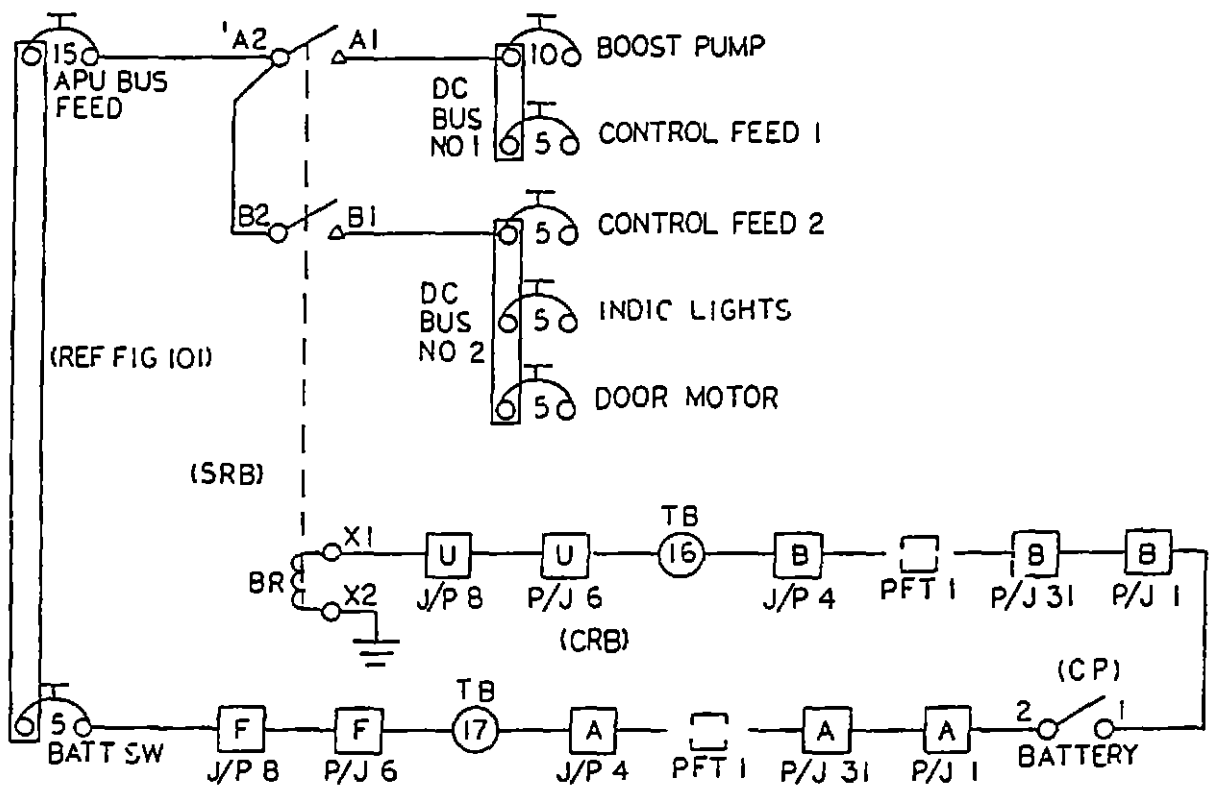 15
APU BUS
FEED
'A2
A1
10
BOOST PUMP
DC
BUS
NO 1
5
CONTROL FEED 1
B2
B1
5
CONTROL FEED 2
DC
BUS
NO 2
5
INDIC LIGHTS
5
DOOR MOTOR
(REF FIG 101)
(SRB)
X1
BR
X2
U
J/P 8
U
P/J 6
TB
16
B
J/P 4
PFT 1
B
P/J 31
B
P/J 1
(CRB)
(CP)
5
BATT SW
F
J/P 8
F
P/J 6
TB
17
A
J/P 4
PFT 1
A
P/J 31
A
P/J 1
2
1
BATTERY